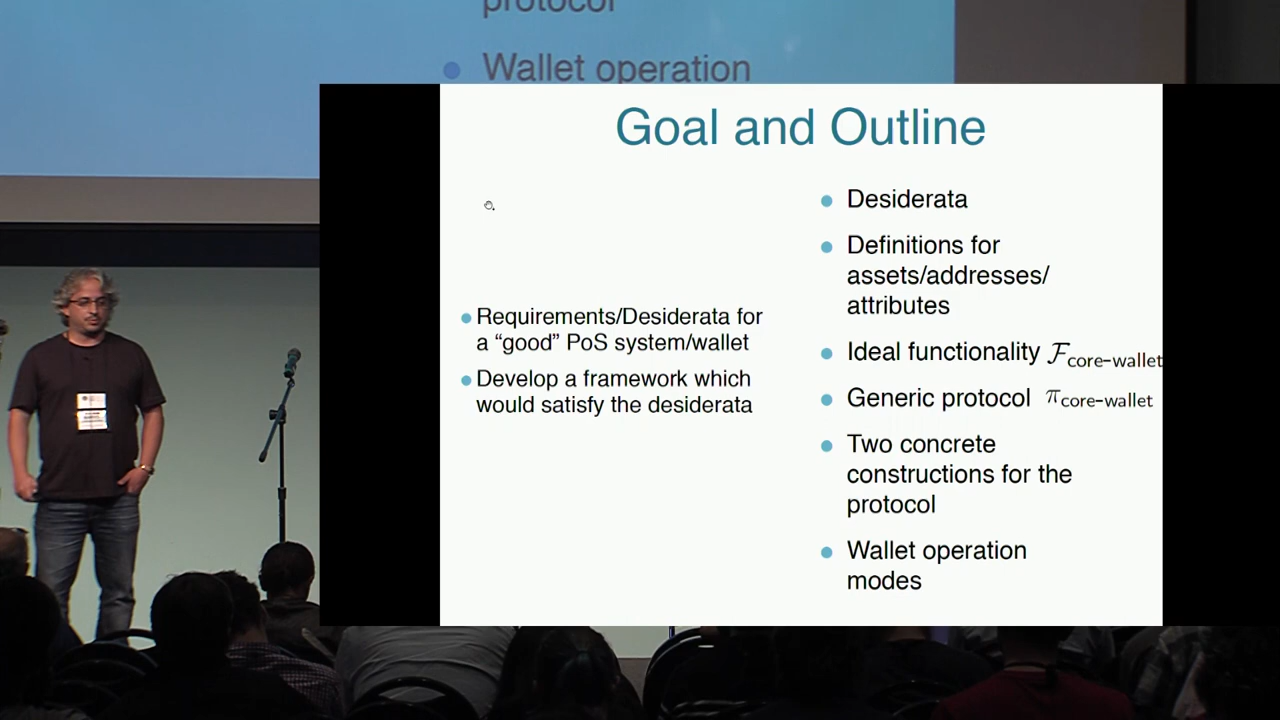 protocol
Wallet operation
Goal and Outline
Requirements/Desiderata for
a “good” PoS system/wallet
Develop a framework which
would satisfy the desiderata
Desiderata
Definitions for
assets/addresses/
attributes
Ideal functionality ℱcore-wallet
Generic protocol πcore-wallet
Two concrete
constructions for the
protocol
Wallet operation
modes